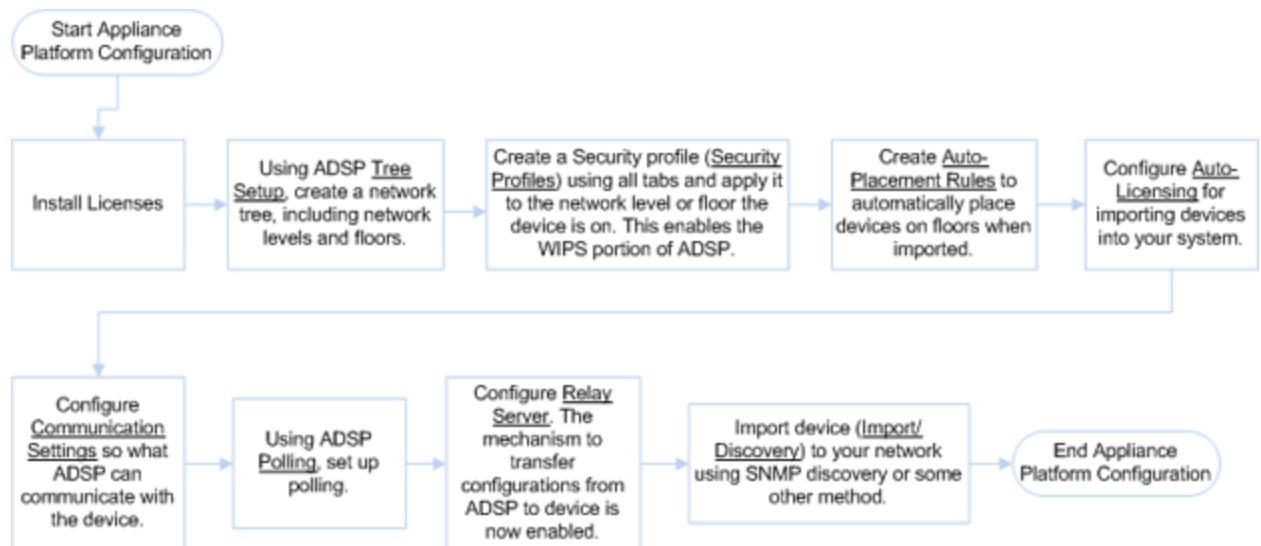 Start Appliance
Platform Configuration
Install Licenses
Using ADSP Tree
Setup, create a network
tree, including network
levels and floors.
Create a Security profile (Security
Profiles) using all tabs and apply it
to the network level or floor the
device is on. This enables the
WIPS portion of ADSP.
Create Auto-
Placement Rules to
automatically place
devices on floors when
imported.
Configure Auto-
Licensing for
importing devices
into your system.
Configure
Communication
Settings so what
ADSP can
communicate with
the device.
Using ADSP
Polling, set up
polling.
Configure Relay
Server. The
mechanism to
transfer
configurations from
ADSP to device is
now enabled.
Import device (Import/
Discovery) to your network
using SNMP discovery or some
other method.
End Appliance
Platform Configuration